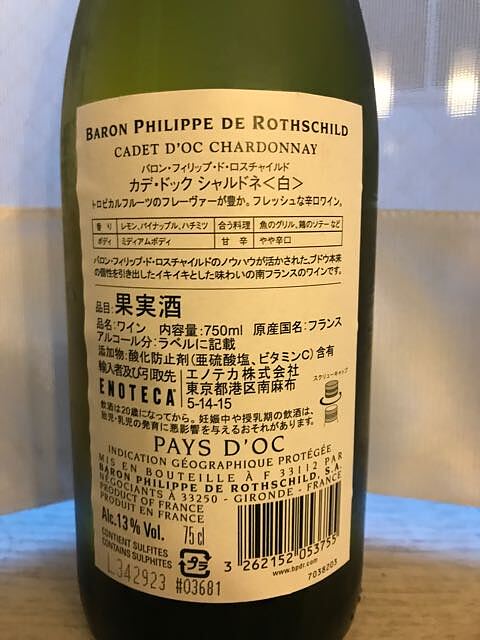 BARON PHILIPPE DE ROTHSCHILD
CADET D'OC CHARDONNAY
バロン・フィリップ・ド・ロスチャイルド
カデ・ドック シャルドネ<白>
トロピカルフルーツのフレーヴァーが豊か。フレッシュな辛口ワイン。
香り レモン、パイナップル、ハチミツ 合う料理 魚のグリル、鶏のソテーなど
ボディ ミディアムボディ 甘辛 やや辛口
バロン・フィリップ・ド・ロスチャイルドのノウハウが活かされた、ブドウ本来
の個性を引き出したイキイキとした味わいの南フランスのワインです。
品目:果実酒
品名:ワイン 内容量:750ml 原産国名:フランス
アルコール分:ラベルに記載
添加物:酸化防止剤(亜硫酸塩、ビタミンC)含有
輸入者及び引取先 エノテカ株式会社
ENOTECA 東京都港区南麻布
5-14-15
スクリューキャップ
飲酒は20歳になってから。妊娠中や授乳期の飲酒は、
胎児・乳児の発育に悪影響を与えるおそれがあります。
PAYS D'OC
INDICATION GÉOGRAPHIQUE PROTÉGÉE
MIS EN BOUTEILLE À F 33112 PAR
BARON PHILIPPE DE ROTHSCHILD, S.A.
NÉGOCIANTS À 33250 - GIRONDE - FRANCE
PRODUCT OF FRANCE
PRODUIT EN FRANCE
Alc.13% Vol. 75 cl
CONTIENT SULFITES
CONTAINS SULPHITES
L342923 #03681
プラ
3 262152 053755
www.bpdr.com
7038203